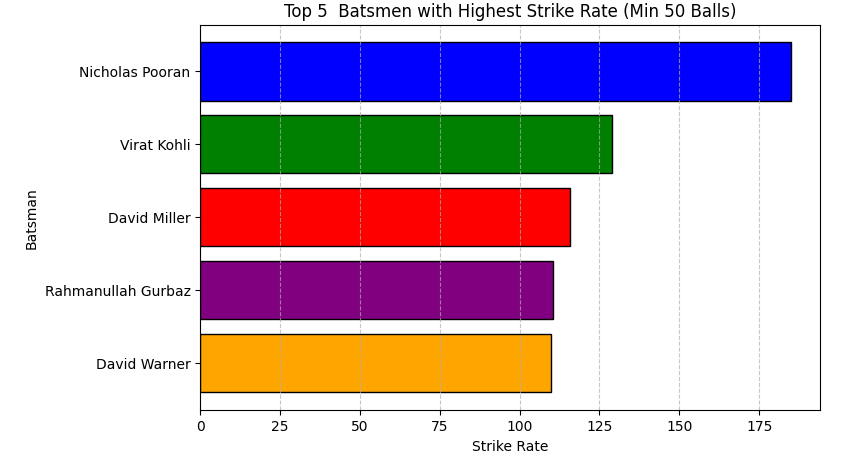 Top 5  Batsmen with Highest Strike Rate (Min 50 Balls)
Batsman
Nicholas Pooran
Virat Kohli
David Miller
Rahmanullah Gurbaz
David Warner
0 25 50 75 100 125 150 175
Strike Rate